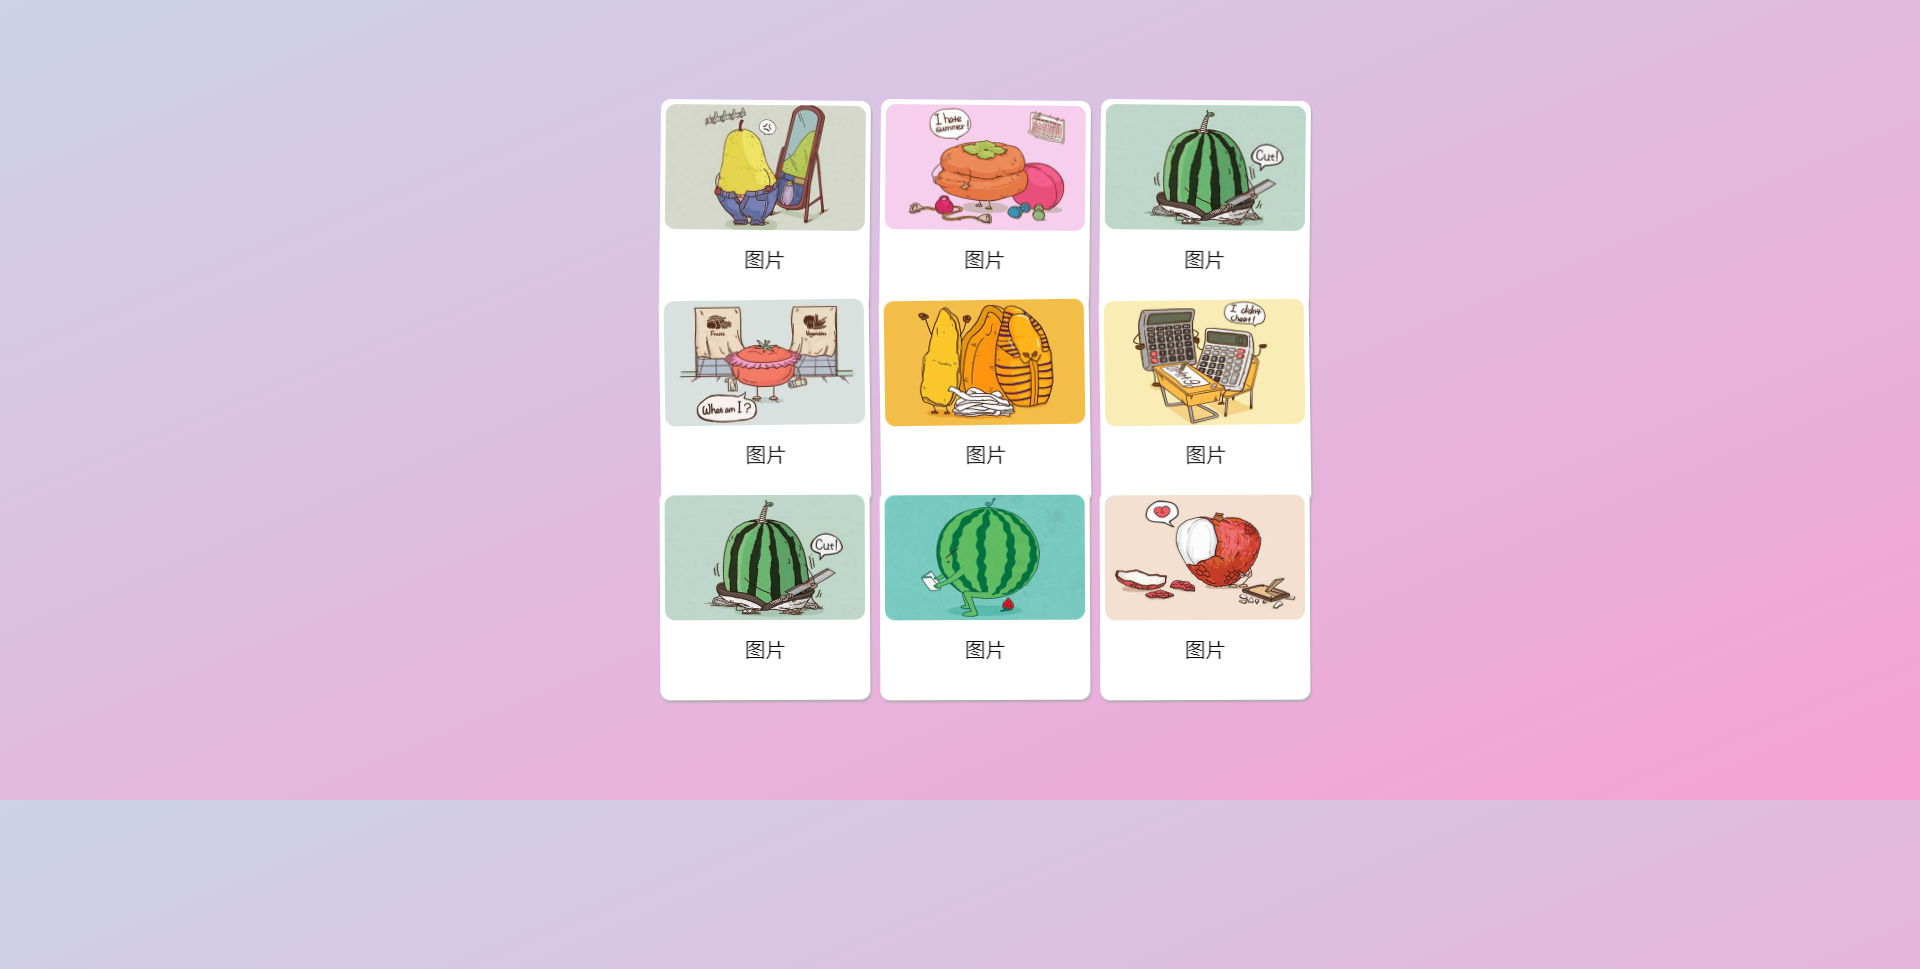 I hate
summer!
Cut!
图片
图片
图片
Fruits
Vegetables
I didn't
cheat!
What am I?
图片
图片
图片
Cut!
图片
图片
图片